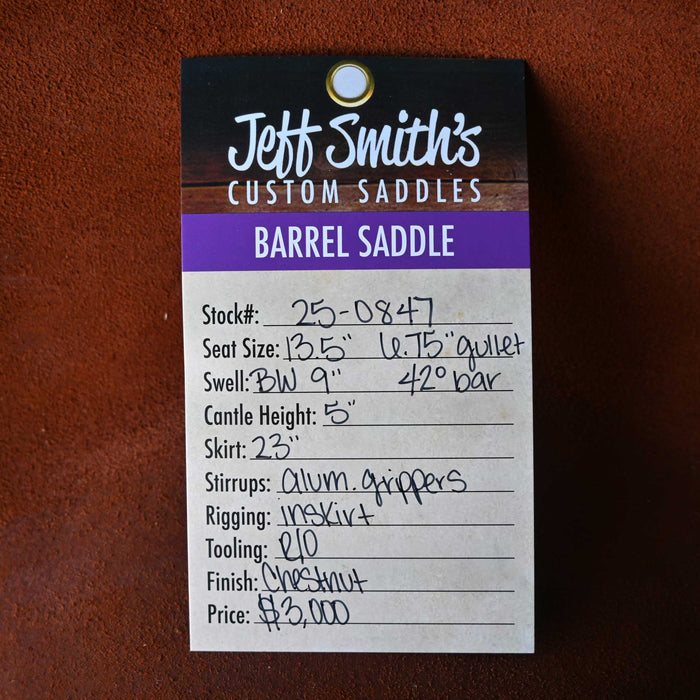 Jeff Smith's
CUSTOM SADDLES
BARREL SADDLE
Stock#: 25-0847
Seat Size: 13.5" 6.75" gullet
Swell: BW 9" 42° bar
Cantle Height: 5"
Skirt: 23"
Stirrups: alum. grippers
Rigging: inskirt
Tooling: R/O
Finish: Chestnut
Price: $3,000